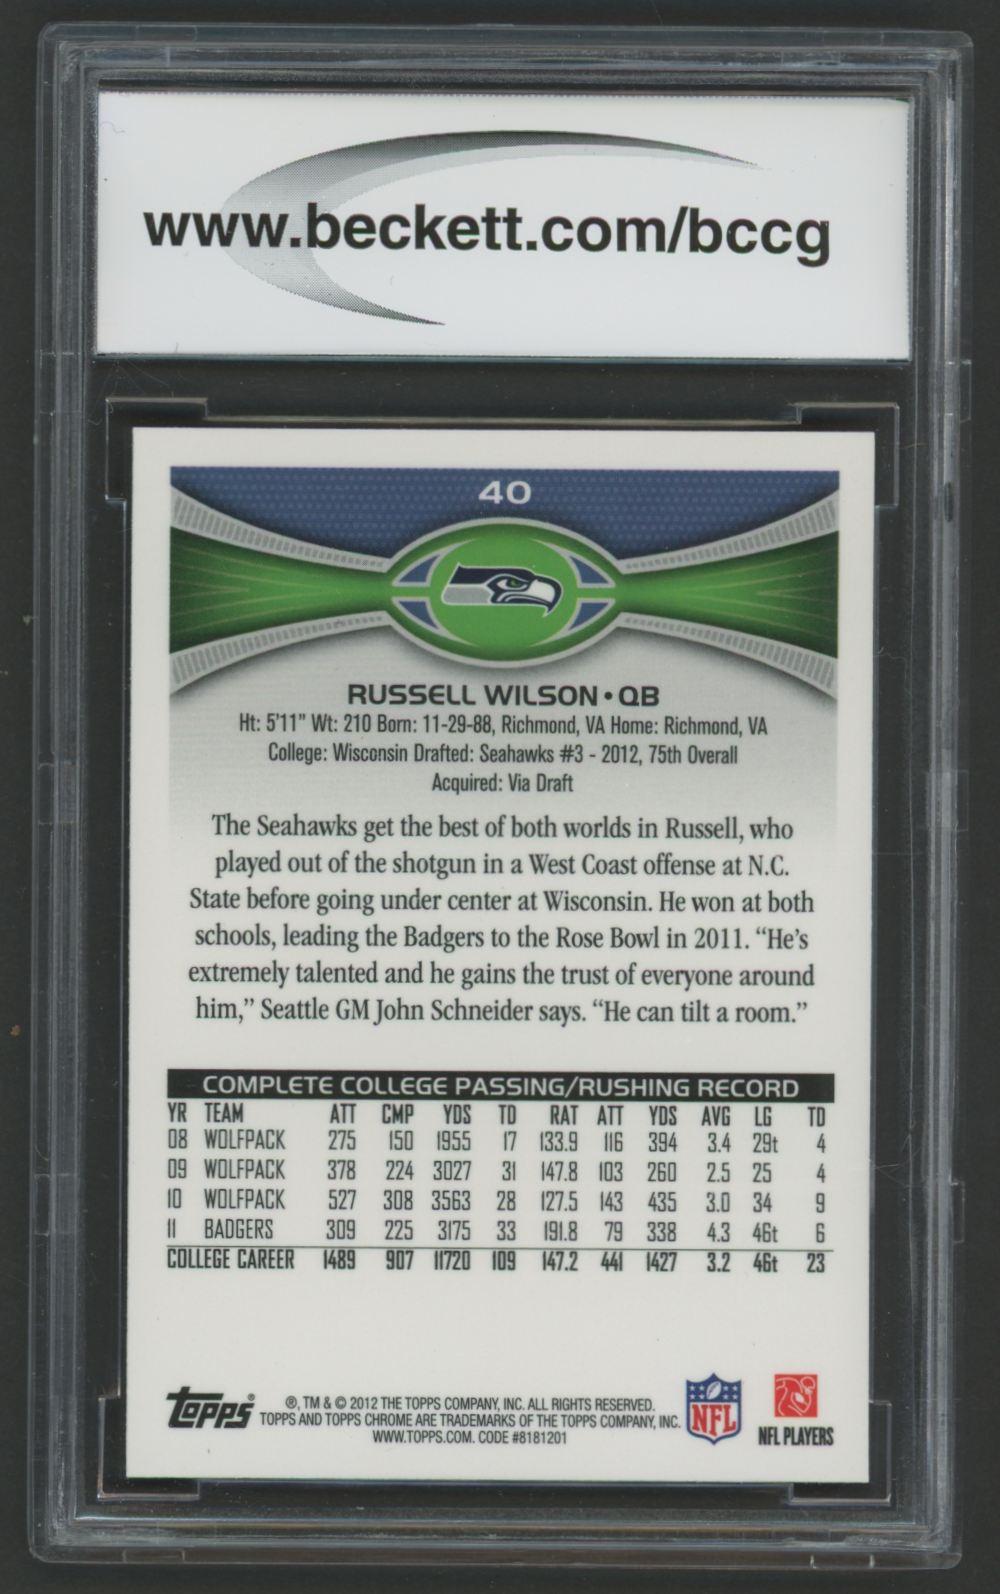 www.beckett.com/bccg
40
RUSSELL WILSON • QB
Ht: 5'11" Wt: 210 Born: 11-29-88, Richmond, VA Home: Richmond, VA
College: Wisconsin Drafted: Seahawks #3 - 2012, 75th Overall
Acquired: Via Draft
The Seahawks get the best of both worlds in Russell, who
played out of the shotgun in a West Coast offense at N.C.
State before going under center at Wisconsin. He won at both
schools, leading the Badgers to the Rose Bowl in 2011. “He’s
extremely talented and he gains the trust of everyone around
him,” Seattle GM John Schneider says. “He can tilt a room.”
COMPLETE COLLEGE PASSING/RUSHING RECORD
YR TEAM ATT CMP YDS TD RAT ATT YDS AVG LG TD
08 WOLFPACK 275 150 1955 17 133.9 116 394 3.4 29t 4
09 WOLFPACK 378 224 3027 31 147.8 103 260 2.5 25 4
10 WOLFPACK 527 308 3563 28 127.5 143 435 3.0 34 9
11 BADGERS 309 225 3175 33 191.8 79 338 4.3 46t 6
COLLEGE CAREER 1489 907 11720 109 147.2 441 1427 3.2 46t 23
Topps®
®, TM & © 2012 THE TOPPS COMPANY, INC. ALL RIGHTS RESERVED.
TOPPS AND TOPPS CHROME ARE TRADEMARKS OF THE TOPPS COMPANY, INC.
WWW.TOPPS.COM. CODE #8181201
NFL
NFL PLAYERS